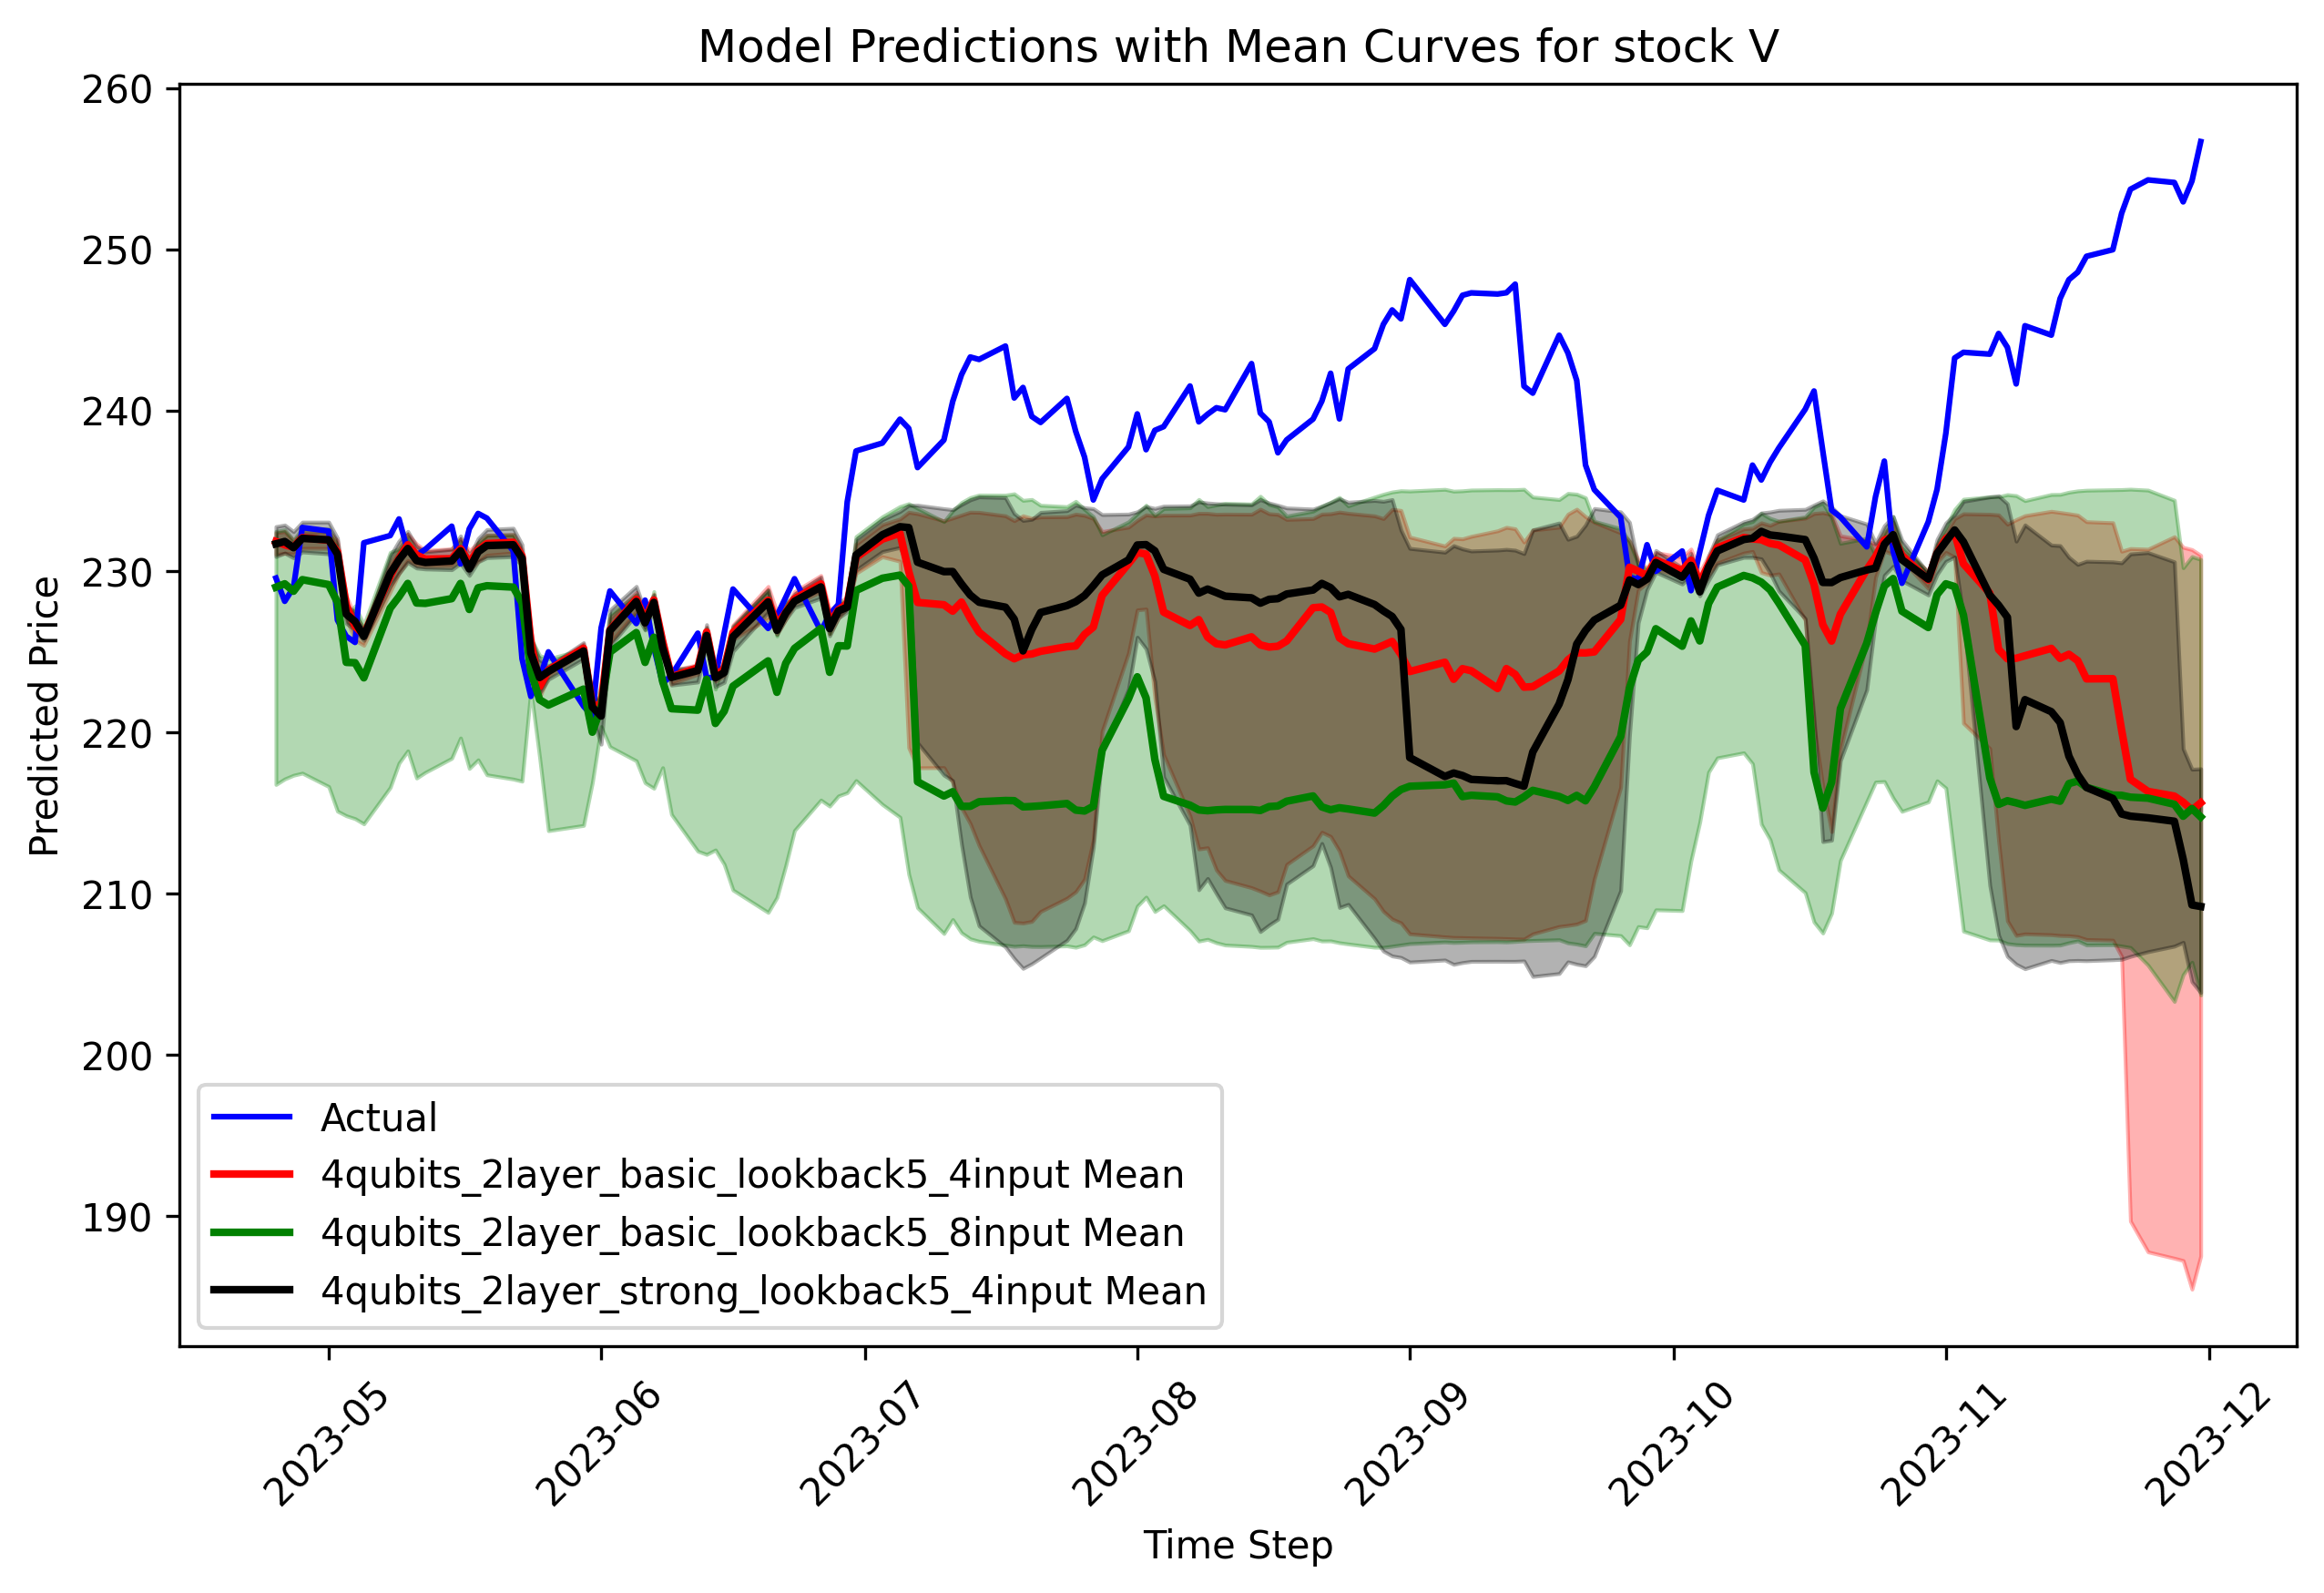 Model Predictions with Mean Curves for stock V
260
250
240
230
220
210
200
190
Predicted Price
Actual
4qubits_2layer_basic_lookback5_4input Mean
4qubits_2layer_basic_lookback5_8input Mean
4qubits_2layer_strong_lookback5_4input Mean
2023-05
2023-06
2023-07
2023-08
2023-09
2023-10
2023-11
2023-12
Time Step